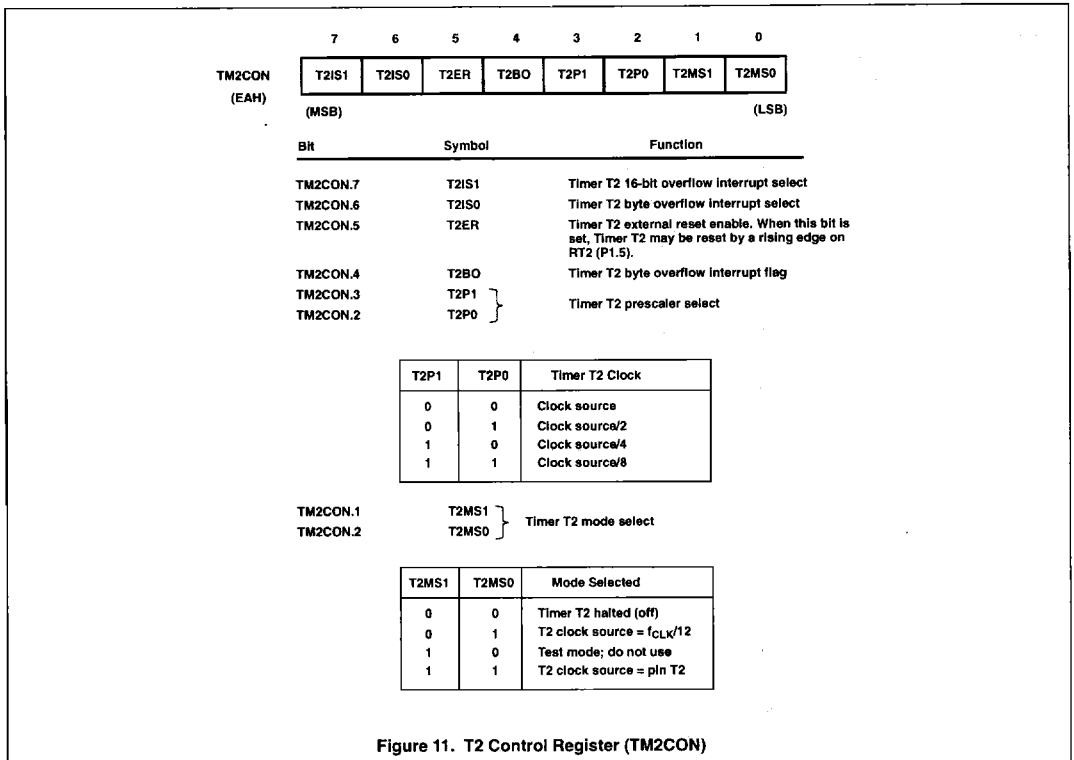 7 6 5 4 3 2 1 0
TM2CON T2IS1 T2IS0 T2ER T2BO T2P1 T2P0 T2MS1 T2MS0
(EAH)
(MSB) (LSB)
Bit Symbol Function
TM2CON.7 T2IS1 Timer T2 16-bit overflow interrupt select
TM2CON.6 T2IS0 Timer T2 byte overflow interrupt select
TM2CON.5 T2ER Timer T2 external reset enable. When this bit is
set, Timer T2 may be reset by a rising edge on
RT2 (P1.5).
TM2CON.4 T2BO Timer T2 byte overflow interrupt flag
TM2CON.3 T2P1
Timer T2 prescaler select
TM2CON.2 T2P0
T2P1 T2P0 Timer T2 Clock
0 0 Clock source
0 1 Clock source/2
1 0 Clock source/4
1 1 Clock source/8
TM2CON.1 T2MS1
Timer T2 mode select
TM2CON.2 T2MS0
T2MS1 T2MS0 Mode Selected
0 0 Timer T2 halted (off)
0 1 T2 clock source = fCLK/12
1 0 Test mode; do not use
1 1 T2 clock source = pin T2
Figure 11. T2 Control Register (TM2CON)